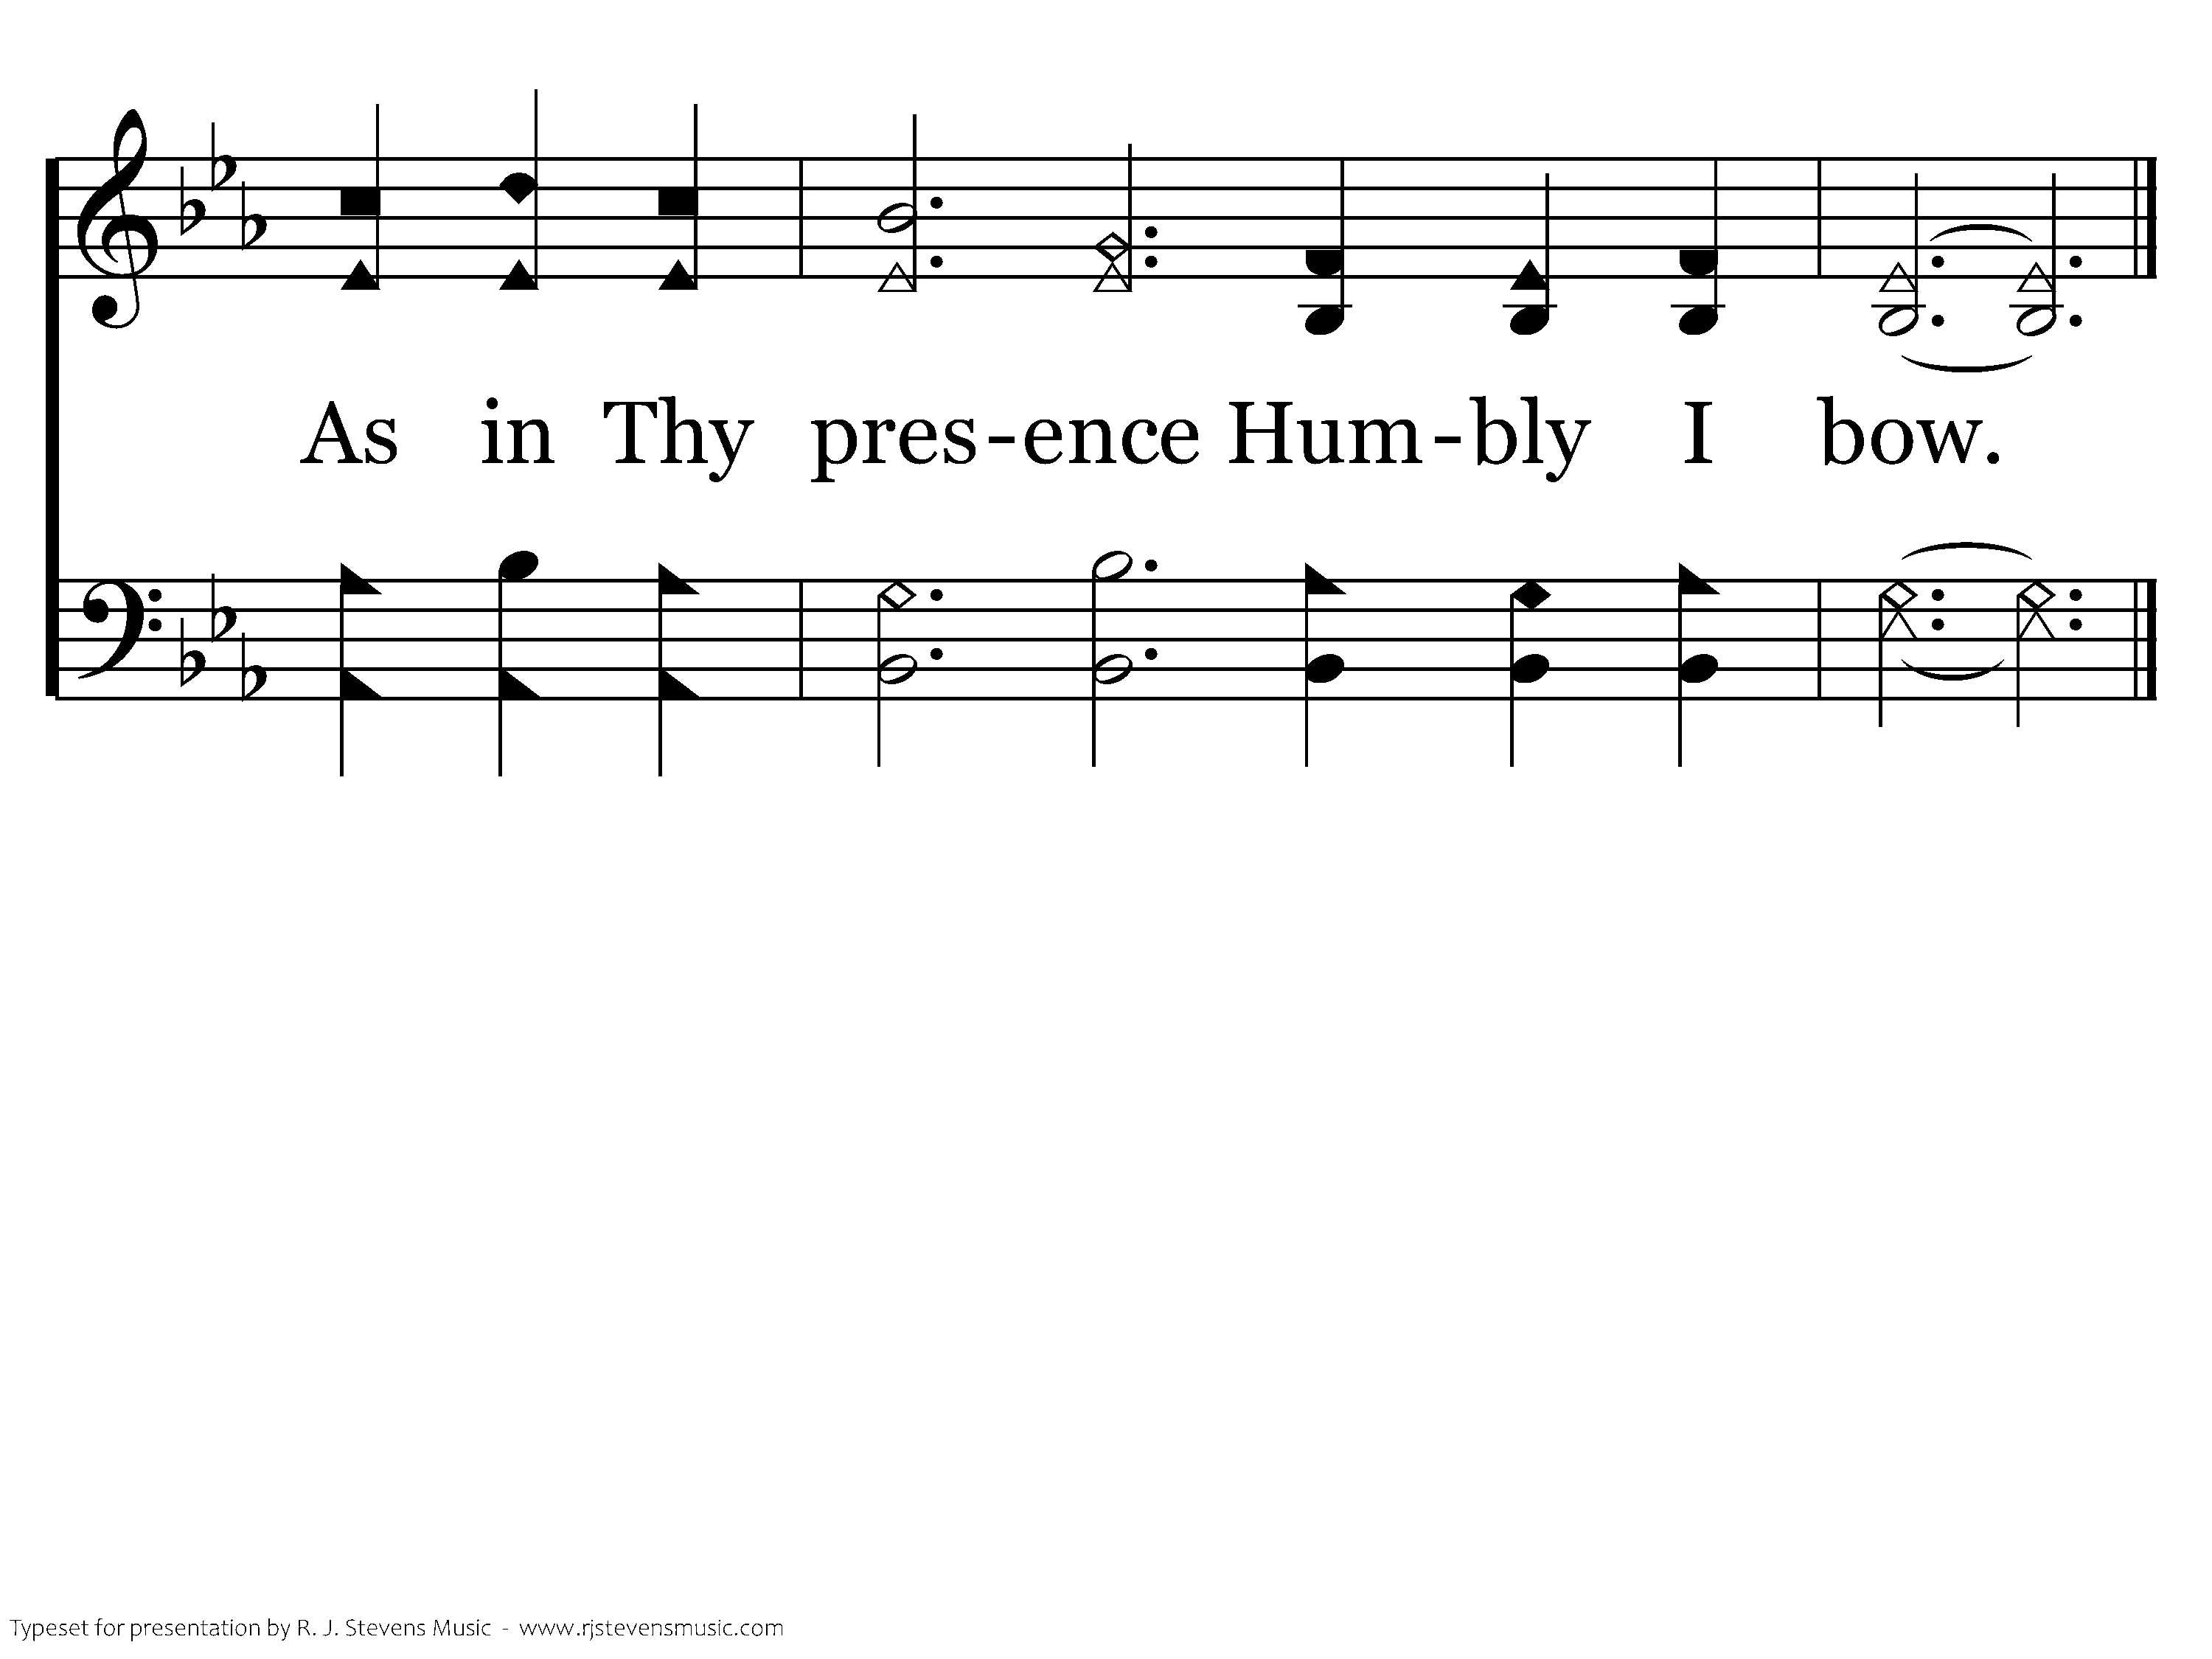 As in Thy pres-ence Hum-bly I bow.
Typeset for presentation by R. J. Stevens Music - www.rjstevensmusic.com